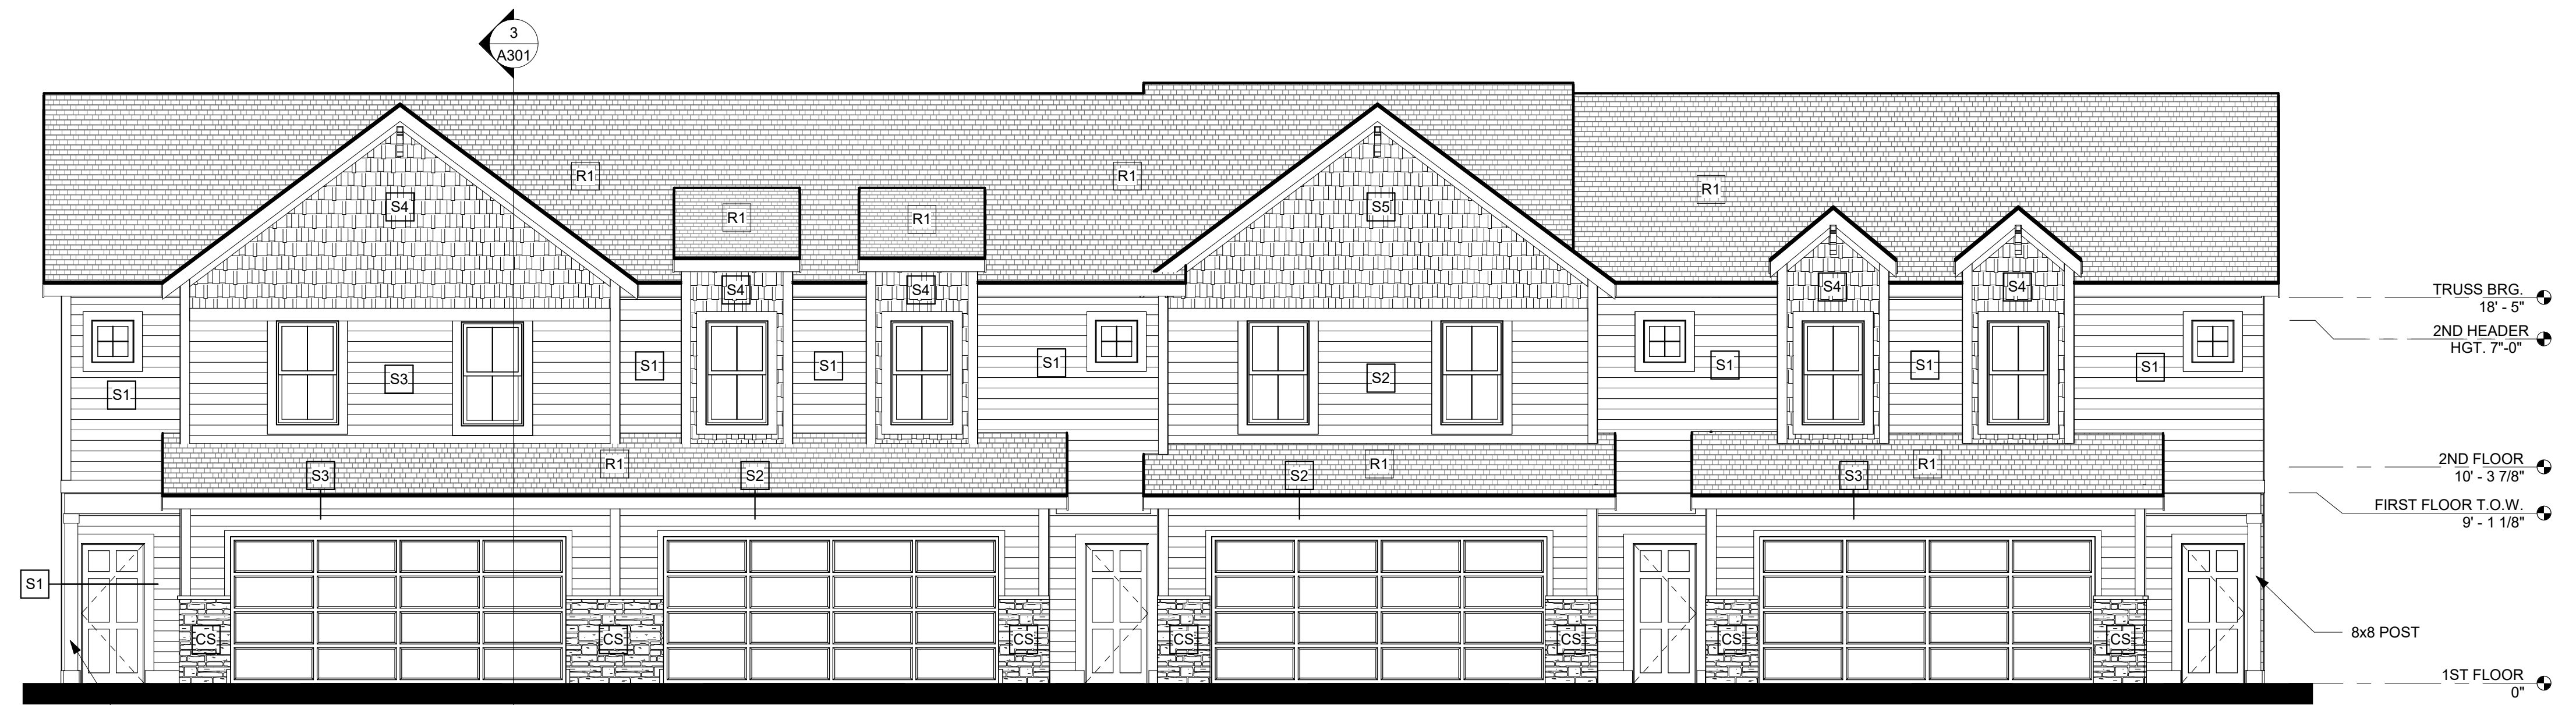 3
A301
R1
R1
R1
R1
R1
S4
S5
S4
S4
S4
S4
TRUSS BRG.
18' - 5"
2ND HEADER
HGT. 7"-0"
S1
S3
S1
S1
S1
S2
S1
S1
S1
R1
R1
R1
S3
S2
S2
S3
2ND FLOOR
10' - 3 7/8"
FIRST FLOOR T.O.W.
9' - 1 1/8"
S1
CS
CS
CS
CS
CS
CS
CS
8x8 POST
1ST FLOOR
0"